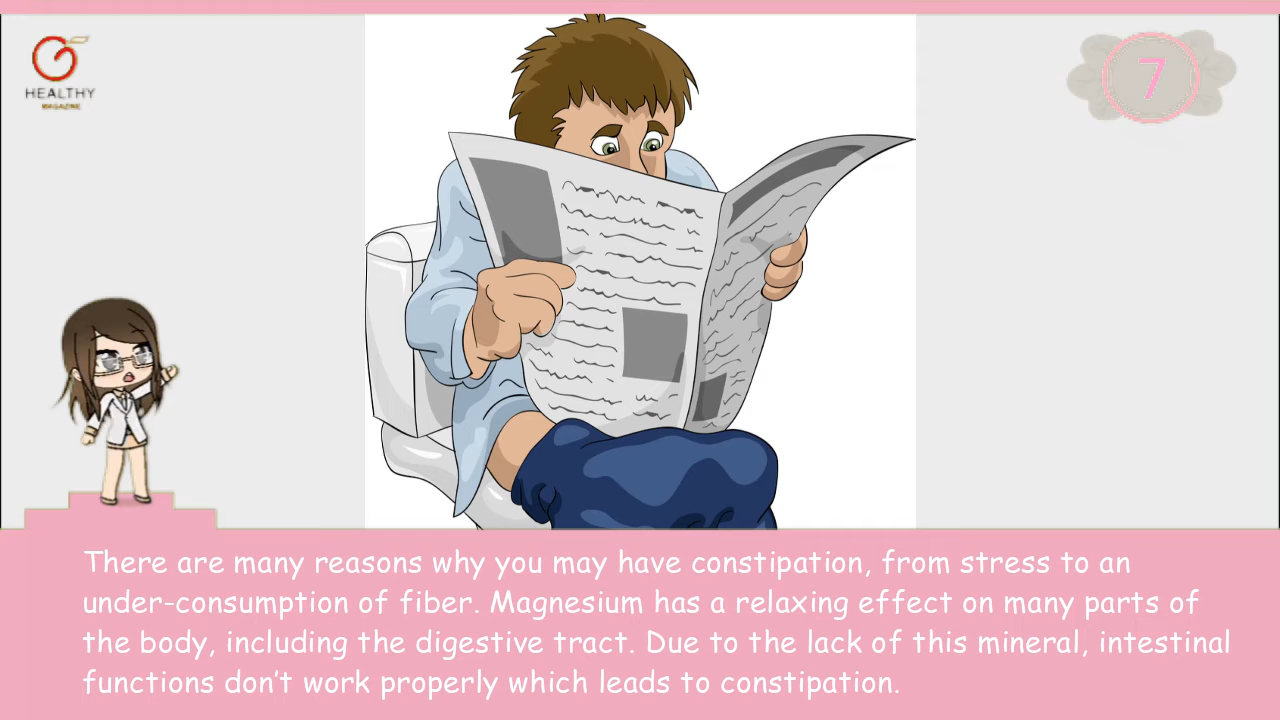 HEALTHY
MAGAZINE
7
There are many reasons why you may have constipation, from stress to an
under-consumption of fiber. Magnesium has a relaxing effect on many parts of
the body, including the digestive tract. Due to the lack of this mineral, intestinal
functions don’t work properly which leads to constipation.